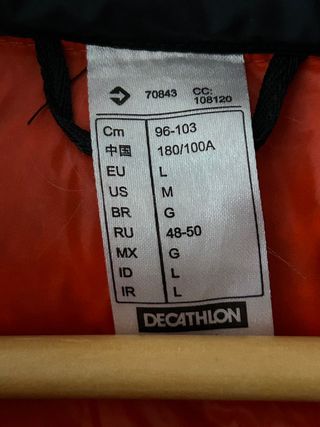 70843 CC: 108120
Cm 96-103
中国 180/100A
EU L
US M
BR G
RU 48-50
MX G
ID L
IR L
DECATHLON